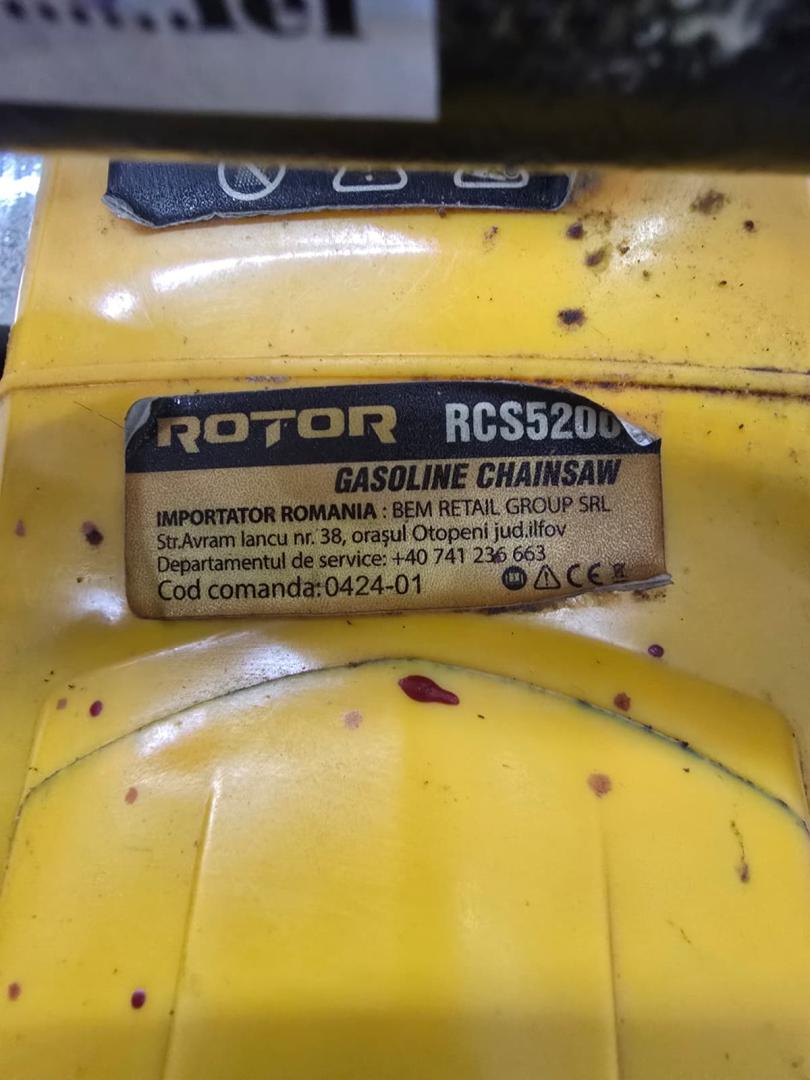 ROTOR RCS5200
GASOLINE CHAINSAW
IMPORTATOR ROMANIA : BEM RETAIL GROUP SRL
Str.Avram Iancu nr. 38, orașul Otopeni jud.ilfov
Departamentul de service: +40 741 236 663
Cod comanda: 0424-01
CE